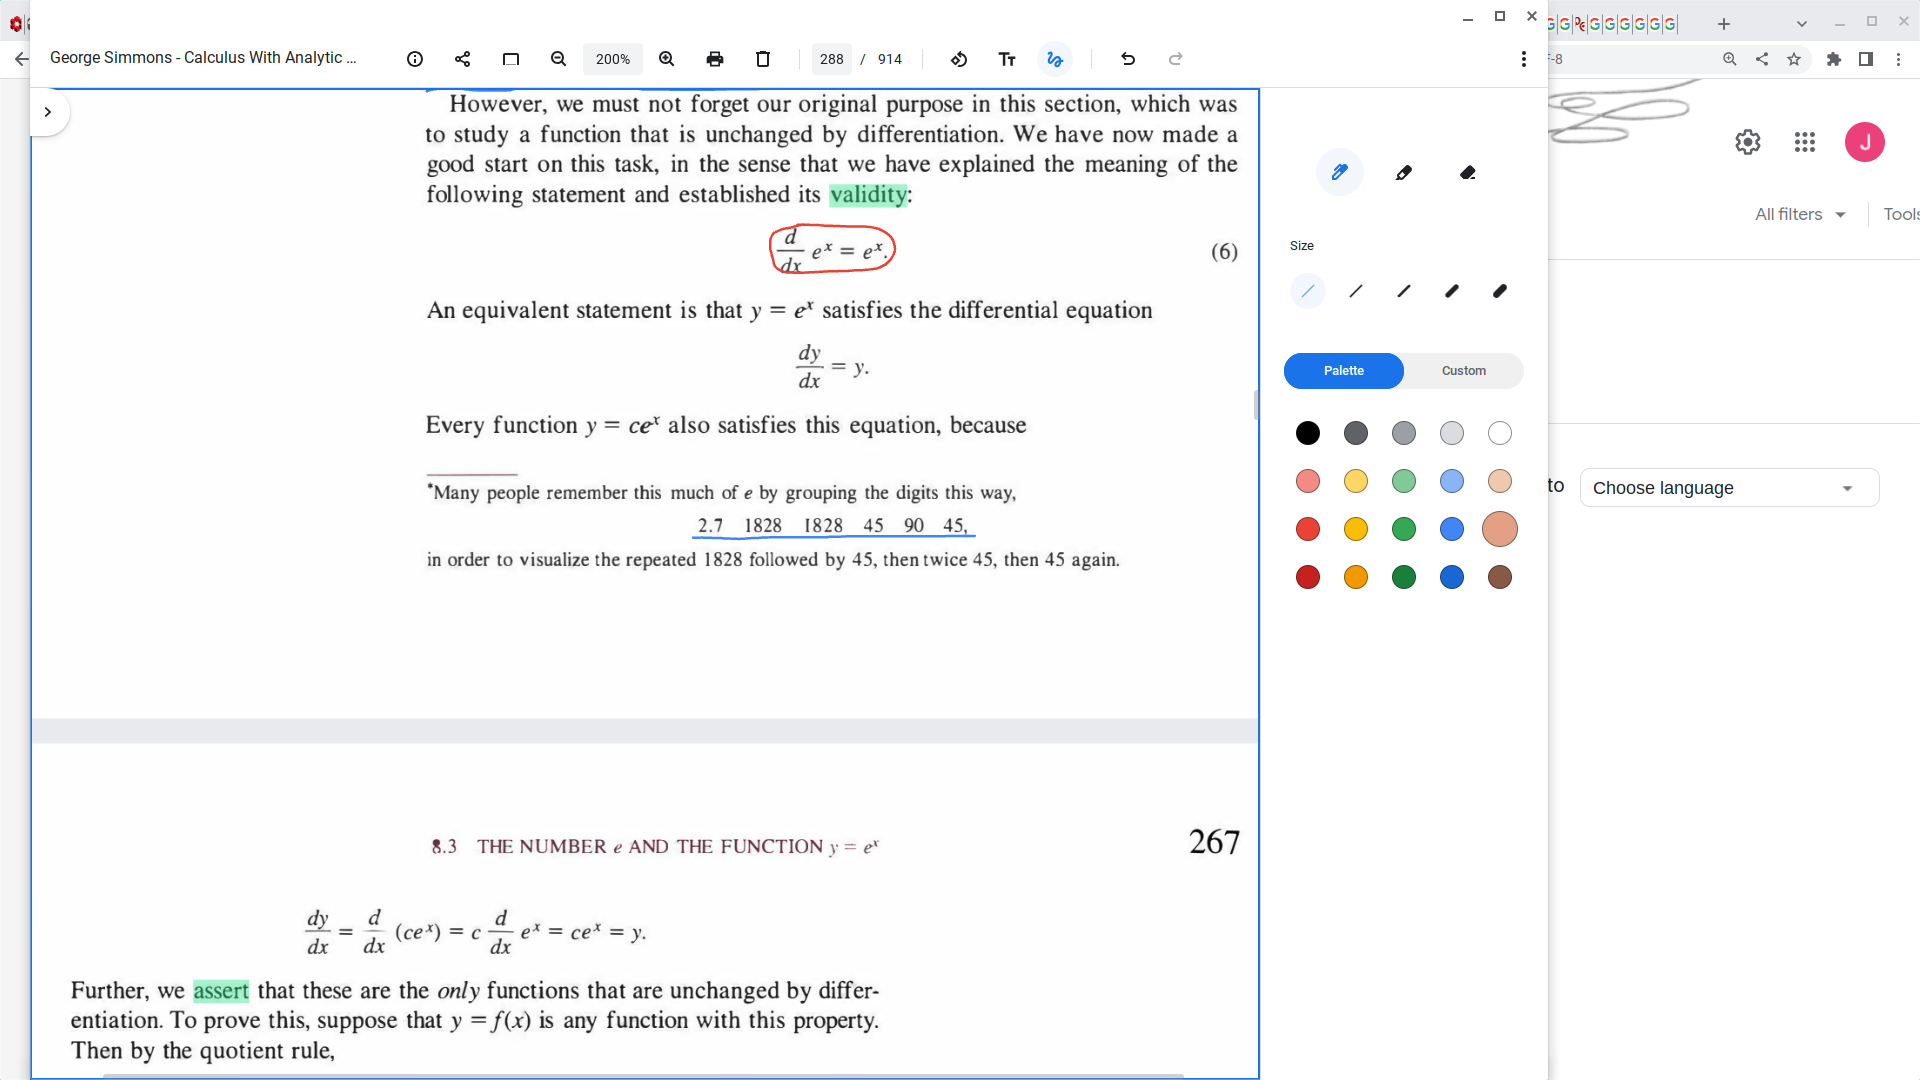 George Simmons - Calculus With Analytic ...
200%
288 / 914
-8
However, we must not forget our original purpose in this section, which was
to study a function that is unchanged by differentiation. We have now made a
good start on this task, in the sense that we have explained the meaning of the
following statement and established its validity:
d/dx e^x = e^x. (6)
An equivalent statement is that y = e^x satisfies the differential equation
dy/dx = y.
Every function y = ce^x also satisfies this equation, because
*Many people remember this much of e by grouping the digits this way,
2.7 1828 1828 45 90 45,
in order to visualize the repeated 1828 followed by 45, then twice 45, then 45 again.
8.3 THE NUMBER e AND THE FUNCTION y = e^x 267
dy/dx = d/dx (ce^x) = c d/dx e^x = ce^x = y.
Further, we assert that these are the only functions that are unchanged by differ-
entiation. To prove this, suppose that y = f(x) is any function with this property.
Then by the quotient rule,
Size
Palette Custom
J
All filters Tools
to Choose language